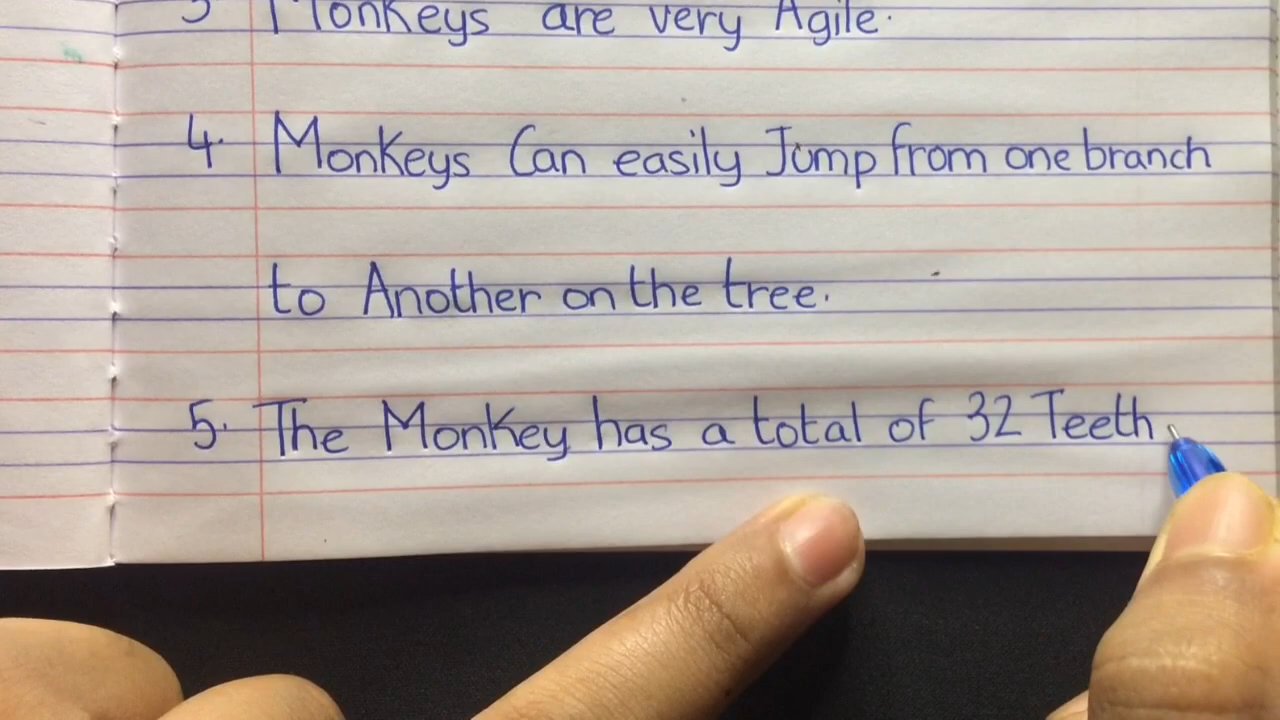 3 Monkeys are very Agile.
4. Monkeys Can easily Jump from one branch
to Another on the tree.
5. The Monkey has a total of 32 Teeth.